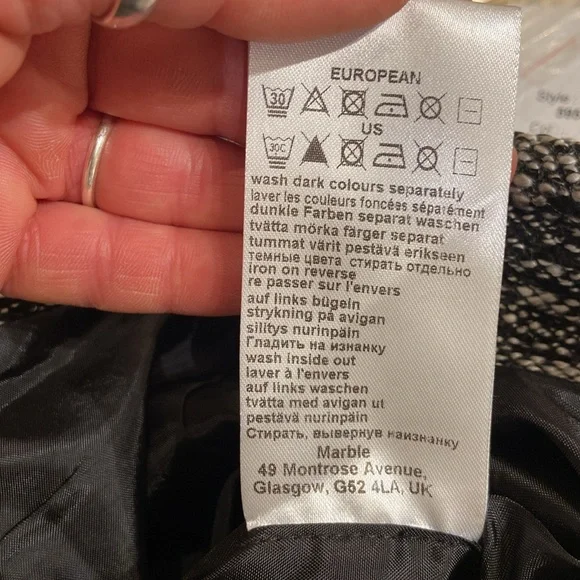 EUROPEAN
30
US
30C
wash dark colours separately
laver les couleurs foncées séparément
dunkle Farben separat waschen
tvätta mörka färger separat
tummat värit pestävä erikseen
темные цвета стирать отдельно
iron on reverse
re passer sur l'envers
auf links bügeln
strykning på avigan
silitys nurinpäin
Гладить на изнанку
wash inside out
laver à l'envers
auf links waschen
tvätta med avigan ut
pestävä nurinpäin
Стирать, вывернув наизнанку
Marble
49 Montrose Avenue,
Glasgow, G52 4LA, UK
Style